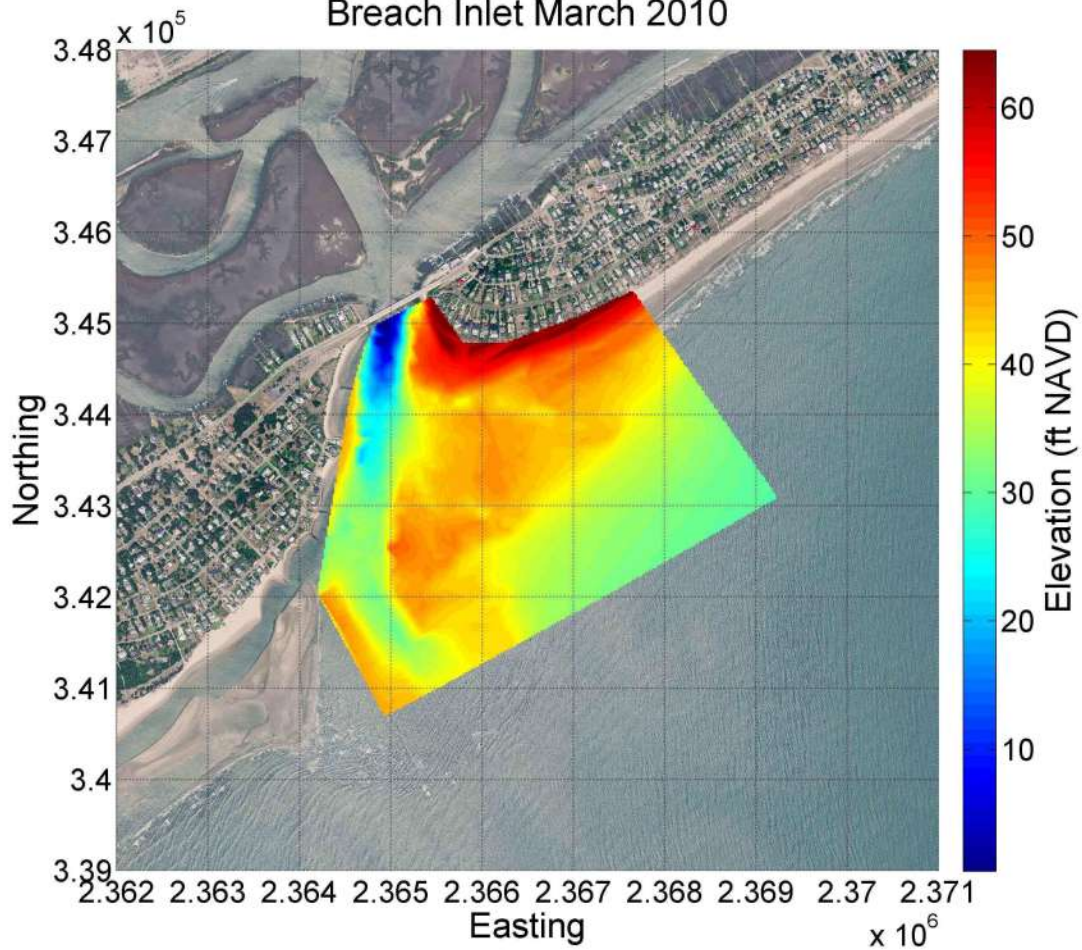 Breach Inlet March 2010
x 10^5
3.48
3.47
3.46
3.45
3.44
3.43
3.42
3.41
3.4
3.39
Northing
2.362 2.363 2.364 2.365 2.366 2.367 2.368 2.369 2.37 2.371
Easting
x 10^6
60
50
40
30
20
10
Elevation (ft NAVD)